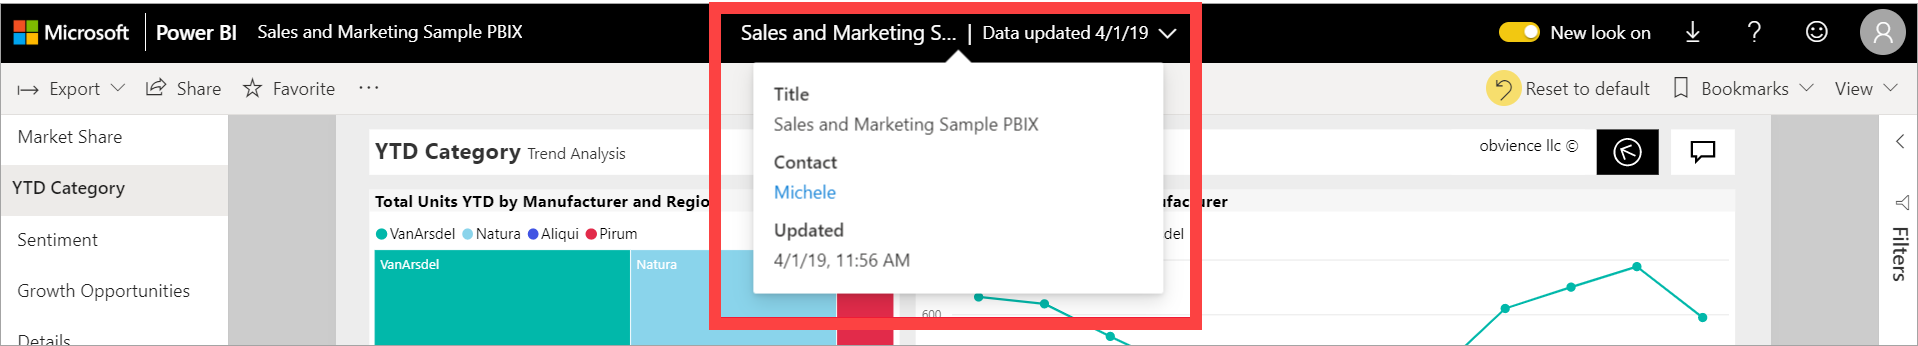 Microsoft Power BI Sales and Marketing Sample PBIX Sales and Marketing S... | Data updated 4/1/19 New look on ?
Export Share Favorite ... Reset to default Bookmarks View
Title
Sales and Marketing Sample PBIX
Contact
Michele
Updated
4/1/19, 11:56 AM
Market Share
YTD Category
Sentiment
Growth Opportunities
Details
YTD Category Trend Analysis
obvience llc ©
Total Units YTD by Manufacturer and Regio
VanArsdel Natura Aliqui Pirum
VanArsdel
Natura
ufacturer
del
600
Filters